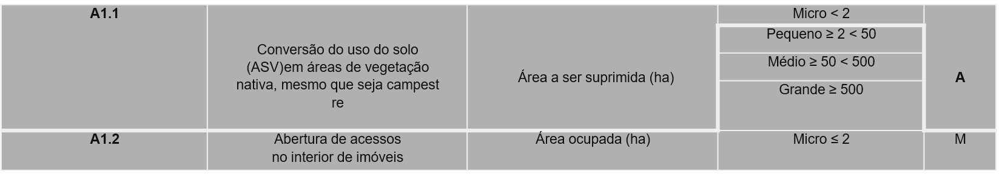 A1.1
Conversão do uso do solo
(ASV)em áreas de vegetação
nativa, mesmo que seja campest
re
Área a ser suprimida (ha)
Micro < 2
Pequeno ≥ 2 < 50
Médio ≥ 50 < 500
Grande ≥ 500
A
A1.2
Abertura de acessos
no interior de imóveis
Área ocupada (ha)
Micro ≤ 2
M